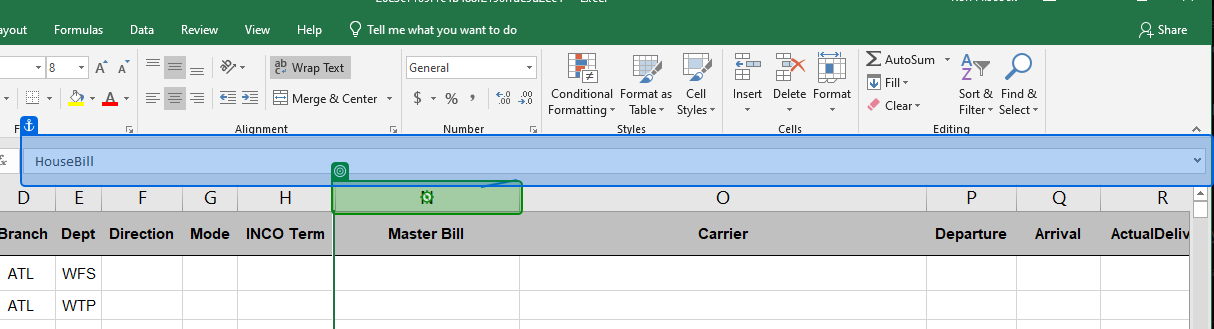 ayout Formulas Data Review View Help Tell me what you want to do Share
8 A A ab Wrap Text General AutoSum
Conditional Formatting Format as Table Cell Styles Insert Delete Format Fill Sort & Filter Find & Select
A Merge & Center $ % , Clear
Alignment Number Styles Cells Editing
fx HouseBill
D E F G H N O P Q R
Branch Dept Direction Mode INCO Term Master Bill Carrier Departure Arrival ActualDeliv
ATL WFS
ATL WTP